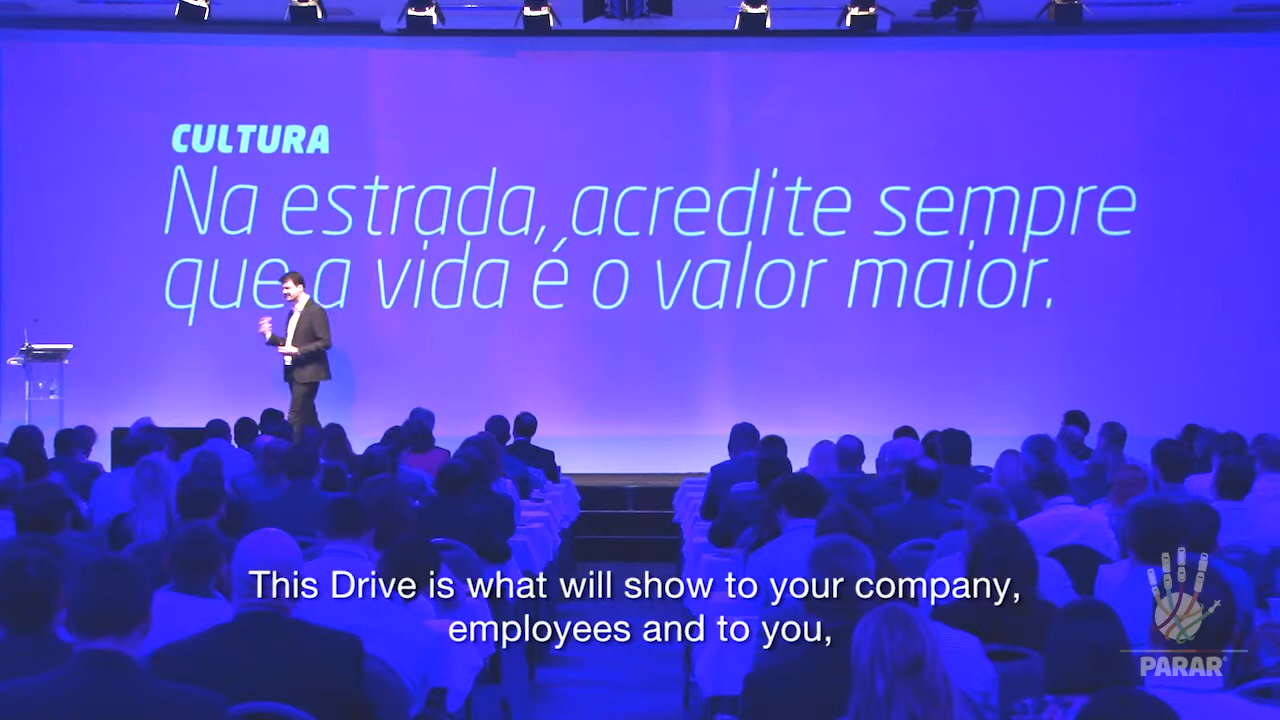 CULTURA
Na estrada, acredite sempre
que a vida é o valor maior.
This Drive is what will show to your company,
employees and to you,
PARAR